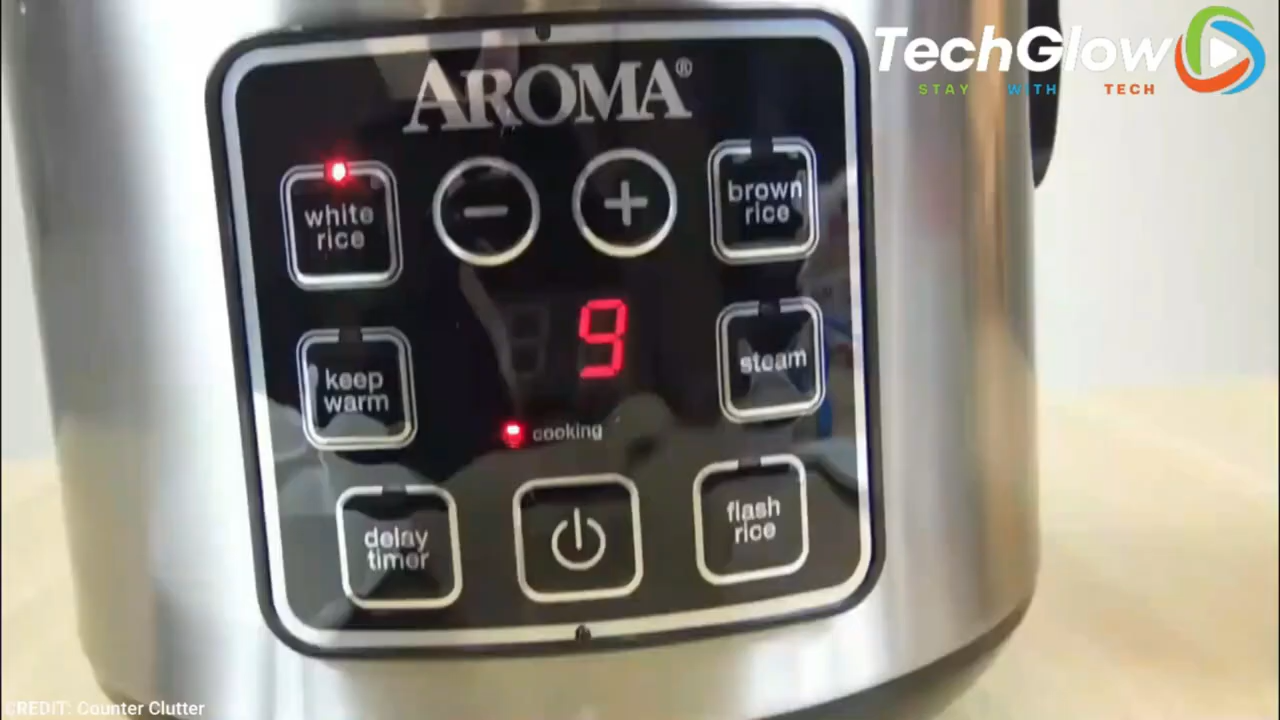 TechGlow
STAY WITH TECH
AROMA®
white
rice
−
+
brown
rice
9
keep
warm
steam
cooking
delay
timer
flash
rice
CREDIT: Counter Clutter